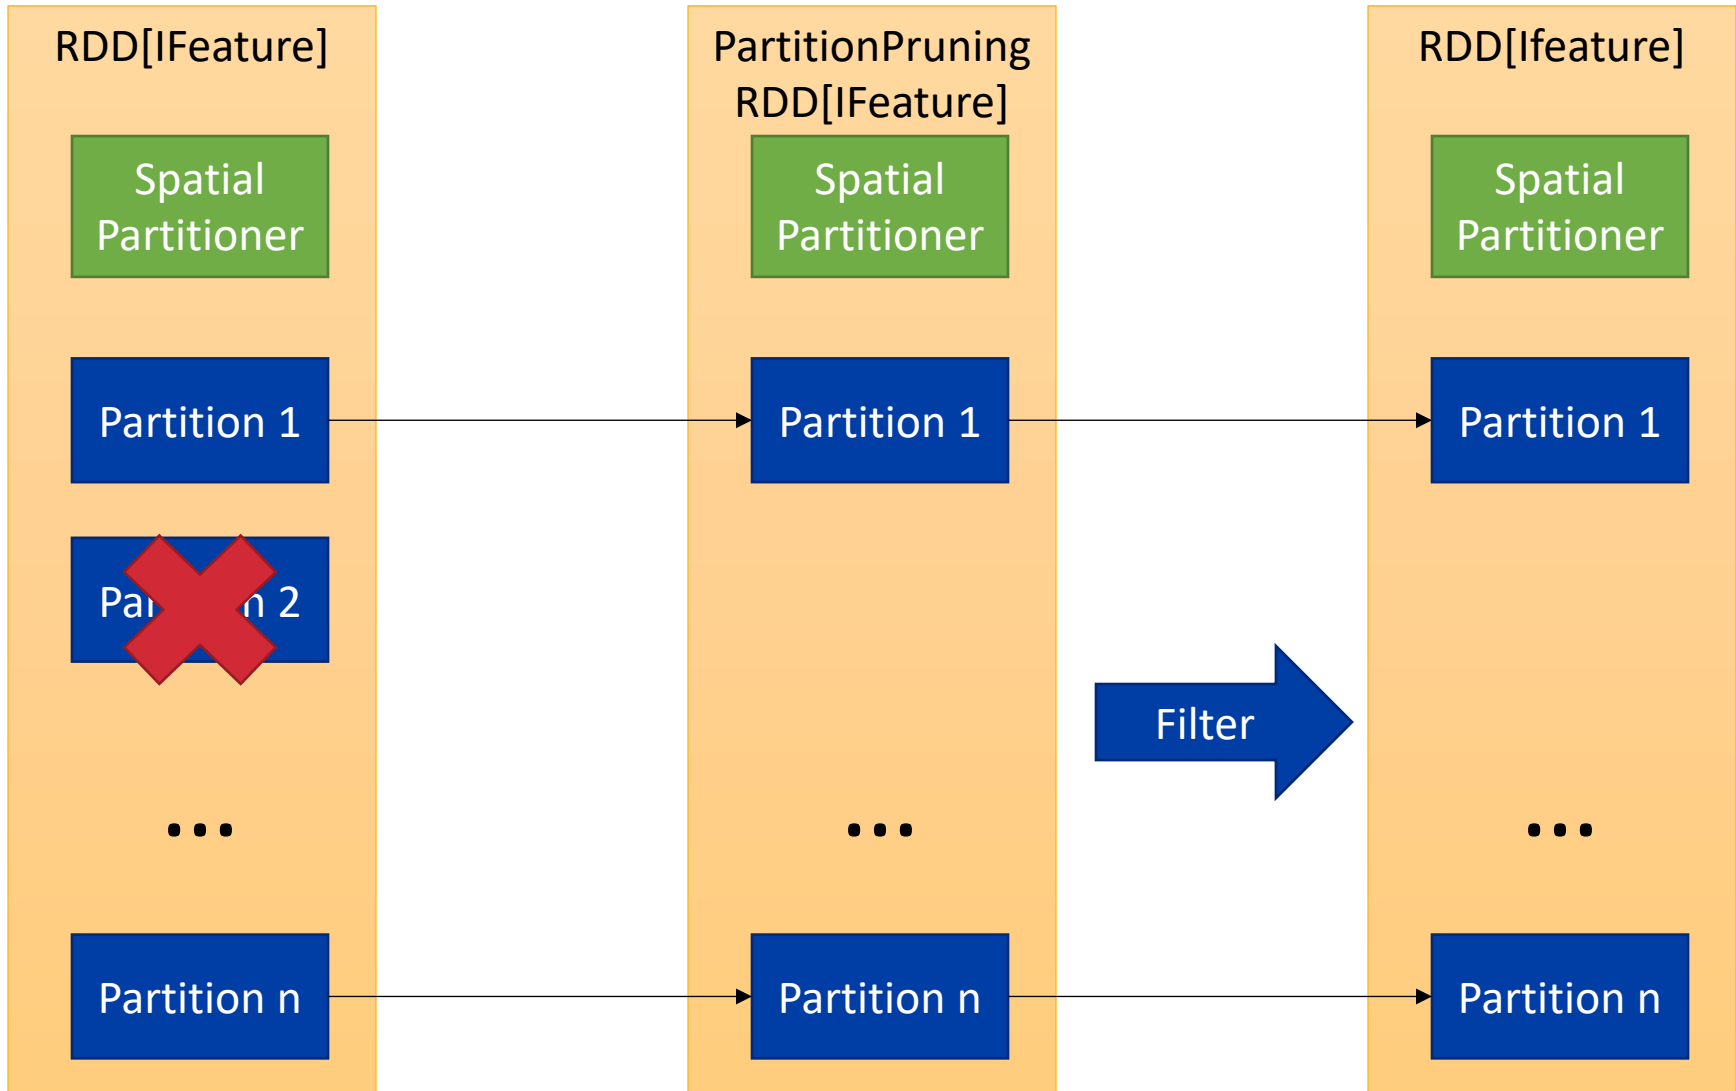 RDD[IFeature]
Spatial
Partitioner
Partition 1
n 2
...
Partition n
PartitionPruning
RDD[IFeature]
Spatial
Partitioner
Partition 1
...
Partition n
Filter
RDD[Ifeature]
Spatial
Partitioner
Partition 1
...
Partition n